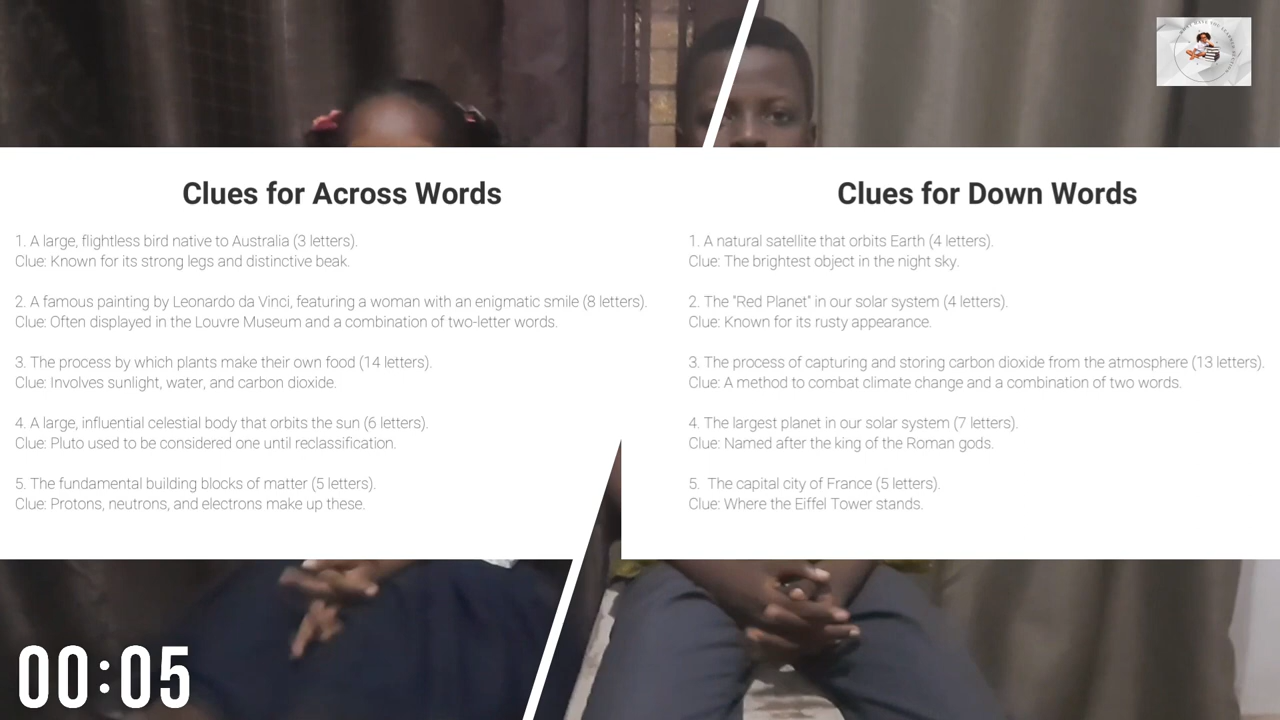 Clues for Across Words
1. A large, flightless bird native to Australia (3 letters).
Clue: Known for its strong legs and distinctive beak.
2. A famous painting by Leonardo da Vinci, featuring a woman with an enigmatic smile (8 letters).
Clue: Often displayed in the Louvre Museum and a combination of two-letter words.
3. The process by which plants make their own food (14 letters).
Clue: Involves sunlight, water, and carbon dioxide.
4. A large, influential celestial body that orbits the sun (6 letters).
Clue: Pluto used to be considered one until reclassification.
5. The fundamental building blocks of matter (5 letters).
Clue: Protons, neutrons, and electrons make up these.
Clues for Down Words
1. A natural satellite that orbits Earth (4 letters).
Clue: The brightest object in the night sky.
2. The "Red Planet" in our solar system (4 letters).
Clue: Known for its rusty appearance.
3. The process of capturing and storing carbon dioxide from the atmosphere (13 letters).
Clue: A method to combat climate change and a combination of two words.
4. The largest planet in our solar system (7 letters).
Clue: Named after the king of the Roman gods.
5. The capital city of France (5 letters).
Clue: Where the Eiffel Tower stands.
00:05